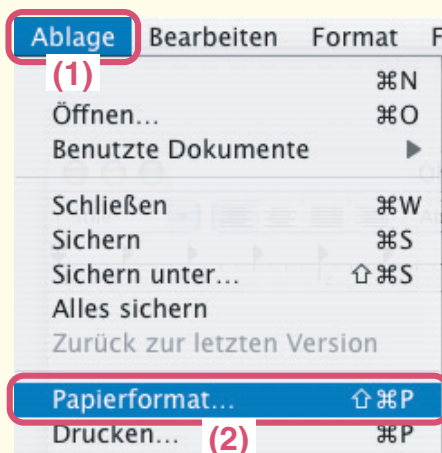 Ablage Bearbeiten Format F
(1) ⌘N
Öffnen... ⌘O
Benutzte Dokumente ▶
Schließen ⌘W
Sichern ⌘S
Sichern unter... ⇧⌘S
Alles sichern
Zurück zur letzten Version
Papierformat... ⇧⌘P
Drucken... (2) ⌘P